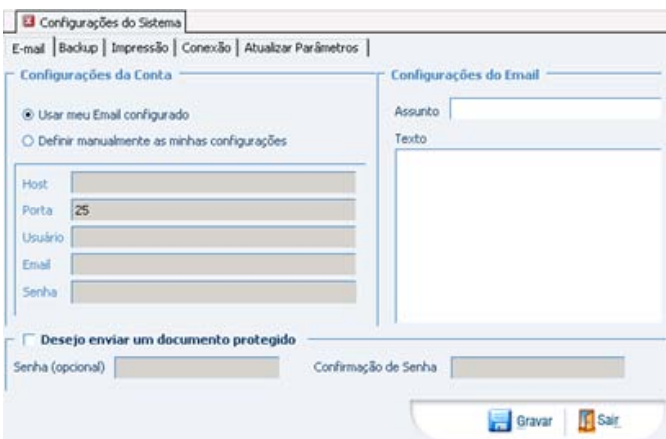 Configurações do Sistema
E-mail Backup Impressão Conexão Atualizar Parâmetros
Configurações da Conta
Usar meu Email configurado
Definir manualmente as minhas configurações
Host
Porta 25
Usuário
Email
Senha
Configurações do Email
Assunto
Texto
Desejo enviar um documento protegido
Senha (opcional) Confirmação de Senha
Gravar Sair